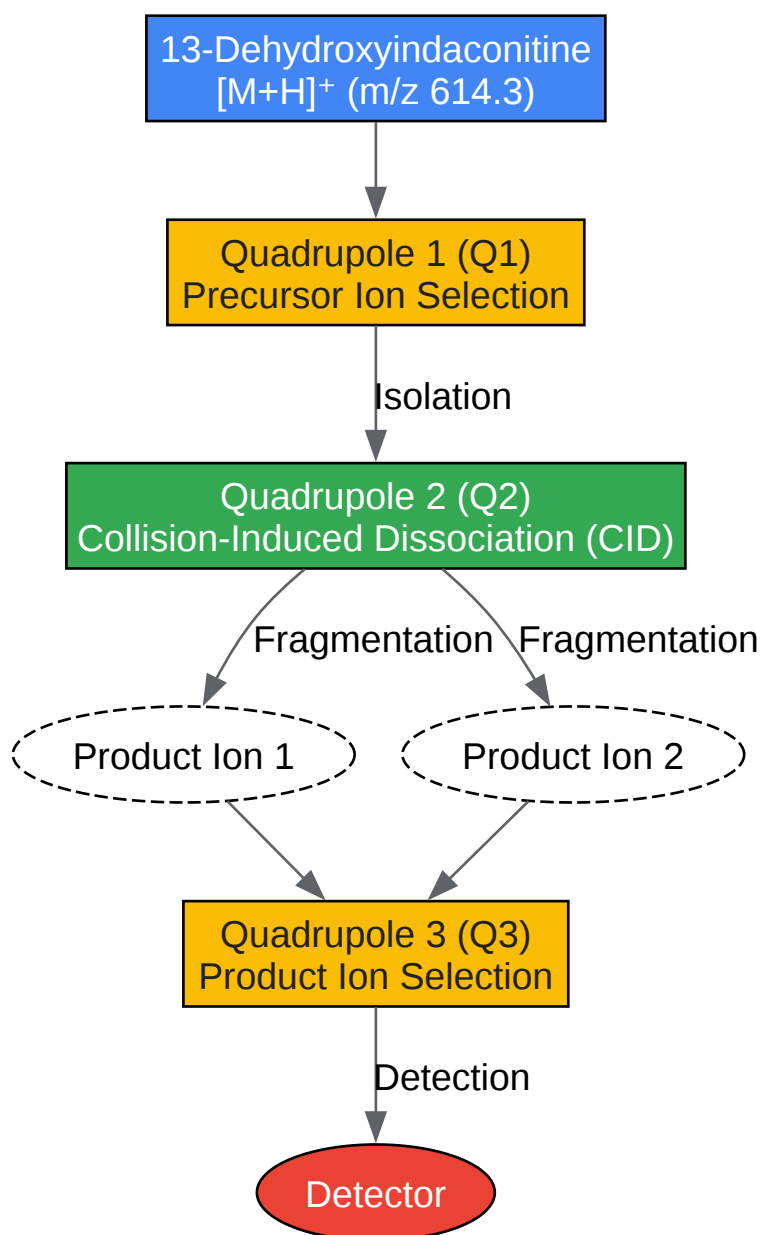 13-Dehydroxyindaconitine
[M+H]⁺ (m/z 614.3)
Quadrupole 1 (Q1)
Precursor Ion Selection
Isolation
Quadrupole 2 (Q2)
Collision-Induced Dissociation (CID)
Fragmentation
Fragmentation
Product Ion 1
Product Ion 2
Quadrupole 3 (Q3)
Product Ion Selection
Detection
Detector